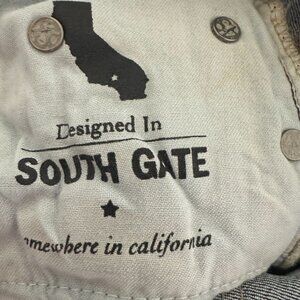 Designed In
SOUTH GATE
omewhere in california